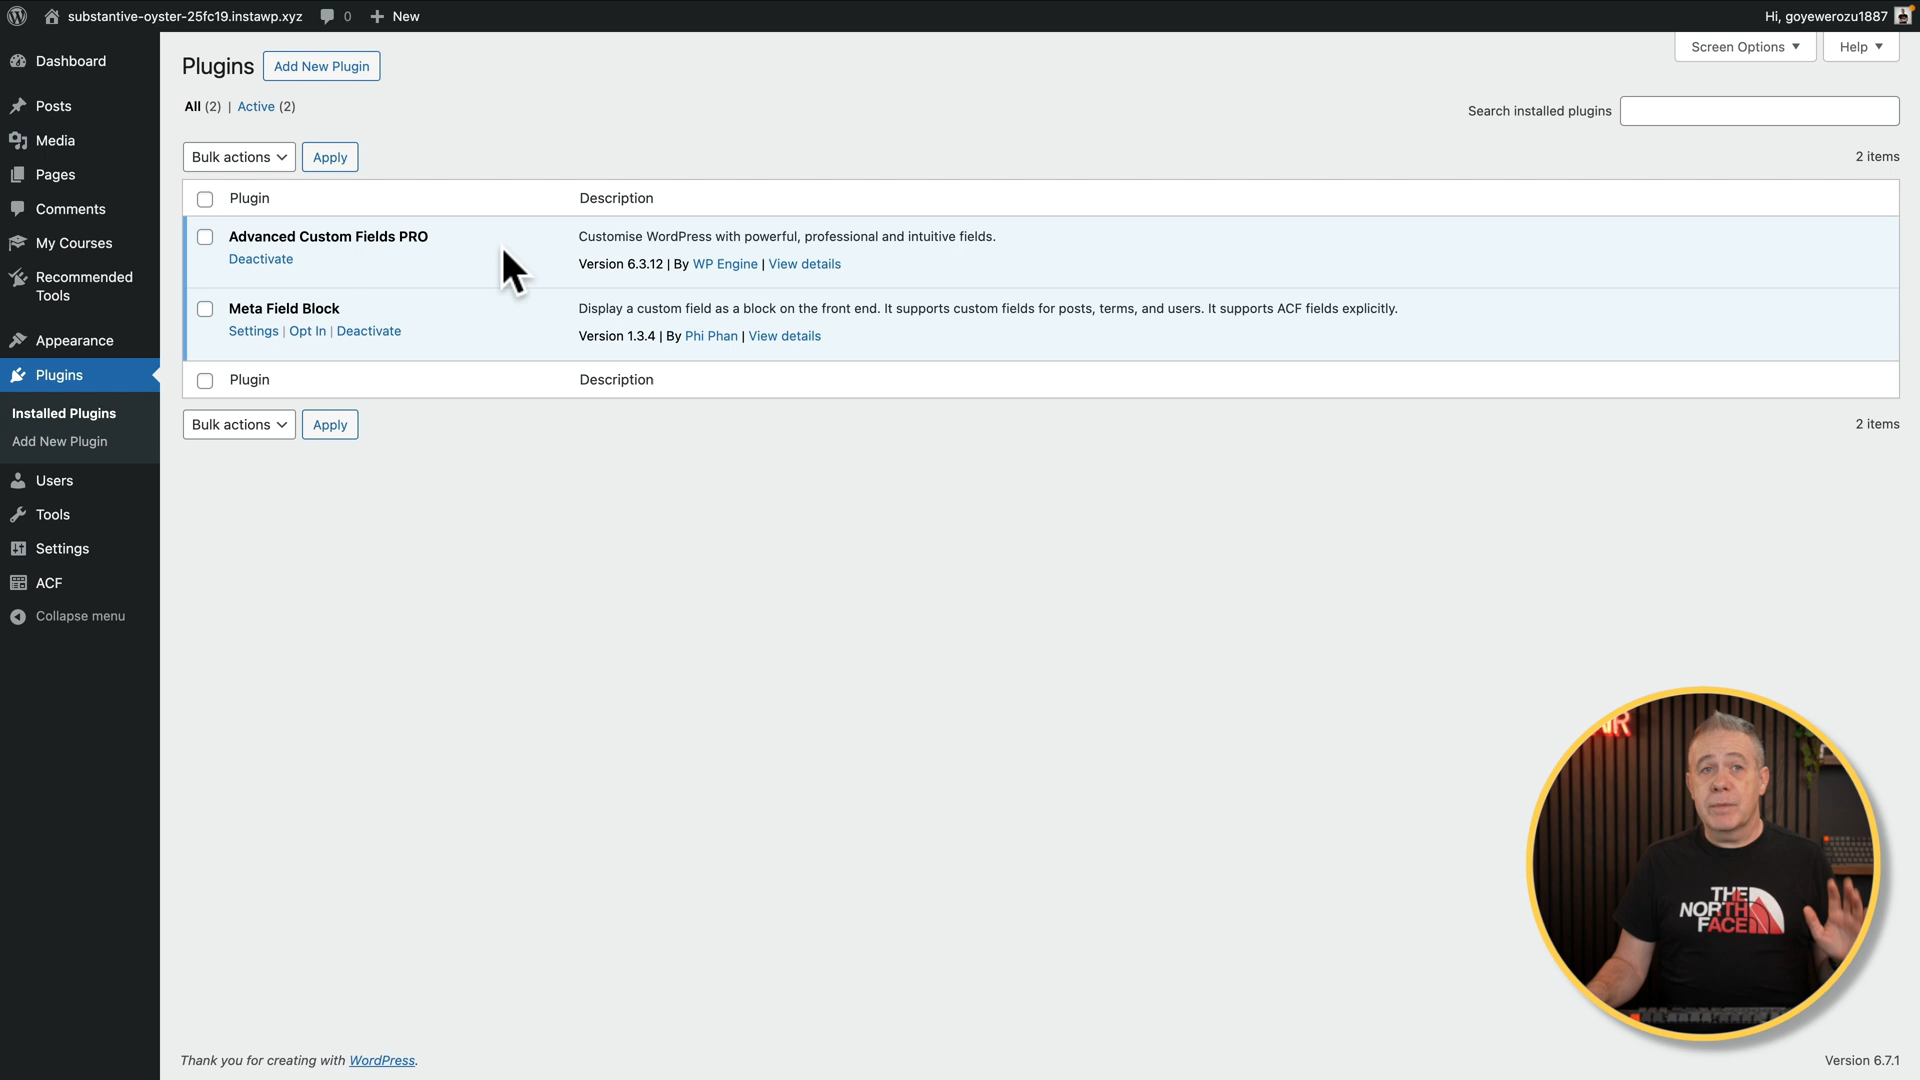 substantive-oyster-25fc19.instawp.xyz 0 New Hi, goyewerozu1887
Screen Options Help
Dashboard
Posts
Media
Pages
Comments
My Courses
Recommended
Tools
Appearance
Plugins
Installed Plugins
Add New Plugin
Users
Tools
Settings
ACF
Collapse menu
Plugins Add New Plugin
All (2) | Active (2)
Search installed plugins
Bulk actions Apply 2 items
Plugin Description
Advanced Custom Fields PRO Customise WordPress with powerful, professional and intuitive fields.
Deactivate Version 6.3.12 | By WP Engine | View details
Meta Field Block Display a custom field as a block on the front end. It supports custom fields for posts, terms, and users. It supports ACF fields explicitly.
Settings | Opt In | Deactivate Version 1.3.4 | By Phi Phan | View details
Plugin Description
Bulk actions Apply 2 items
THE
NORTH
FACE
Thank you for creating with WordPress. Version 6.7.1